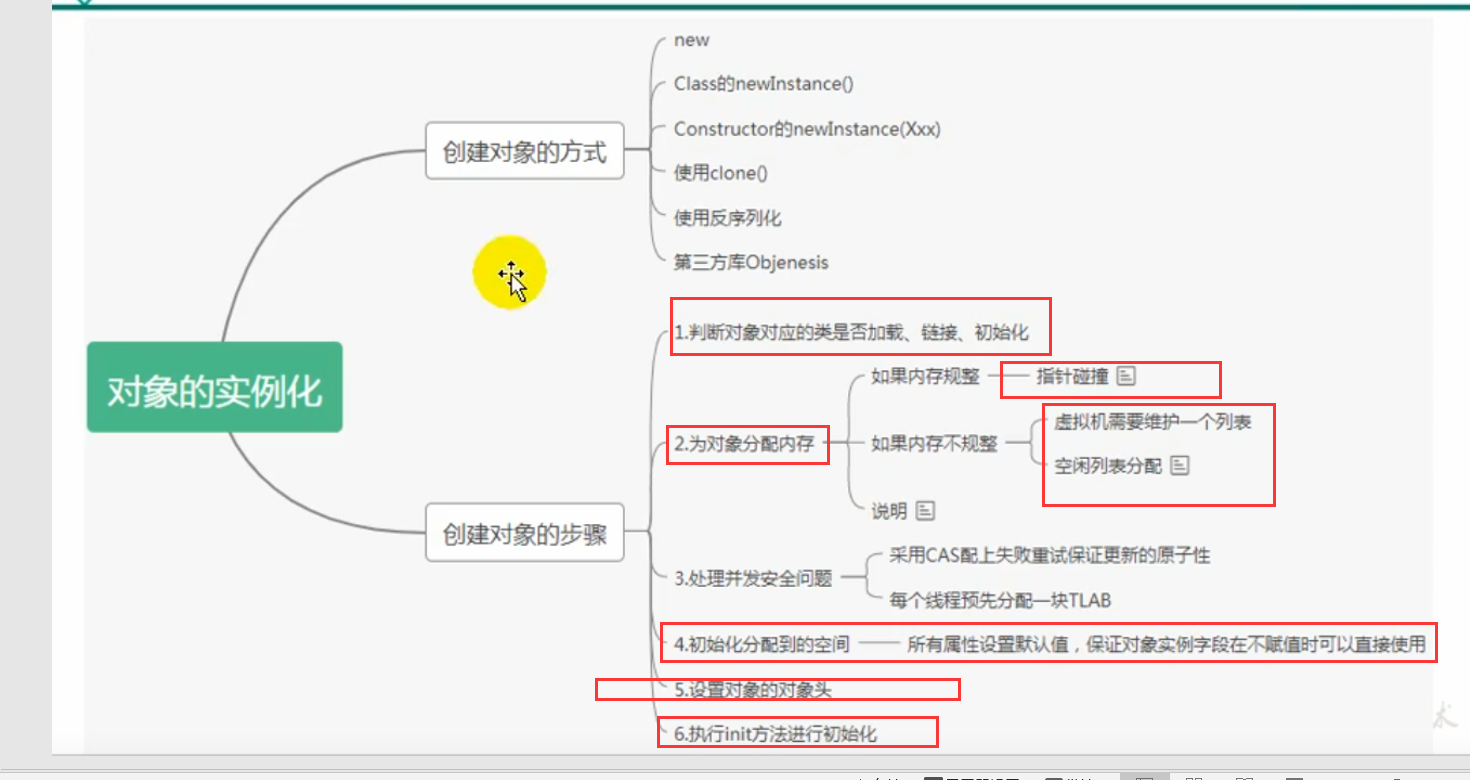 new
Class的newInstance()
Constructor的newInstance(Xxx)
创建对象的方式
使用clone()
使用反序列化
第三方库Objenesis
对象的实例化
1.判断对象对应的类是否加载、链接、初始化
如果内存规整
指针碰撞
2.为对象分配内存
如果内存不规整
虚拟机需要维护一个列表
空闲列表分配
说明
创建对象的步骤
3.处理并发安全问题
采用CAS配上失败重试保证更新的原子性
每个线程预先分配一块TLAB
4.初始化分配到的空间
所有属性设置默认值，保证对象实例字段在不赋值时可以直接使用
5.设置对象的对象头
6.执行init方法进行初始化
术